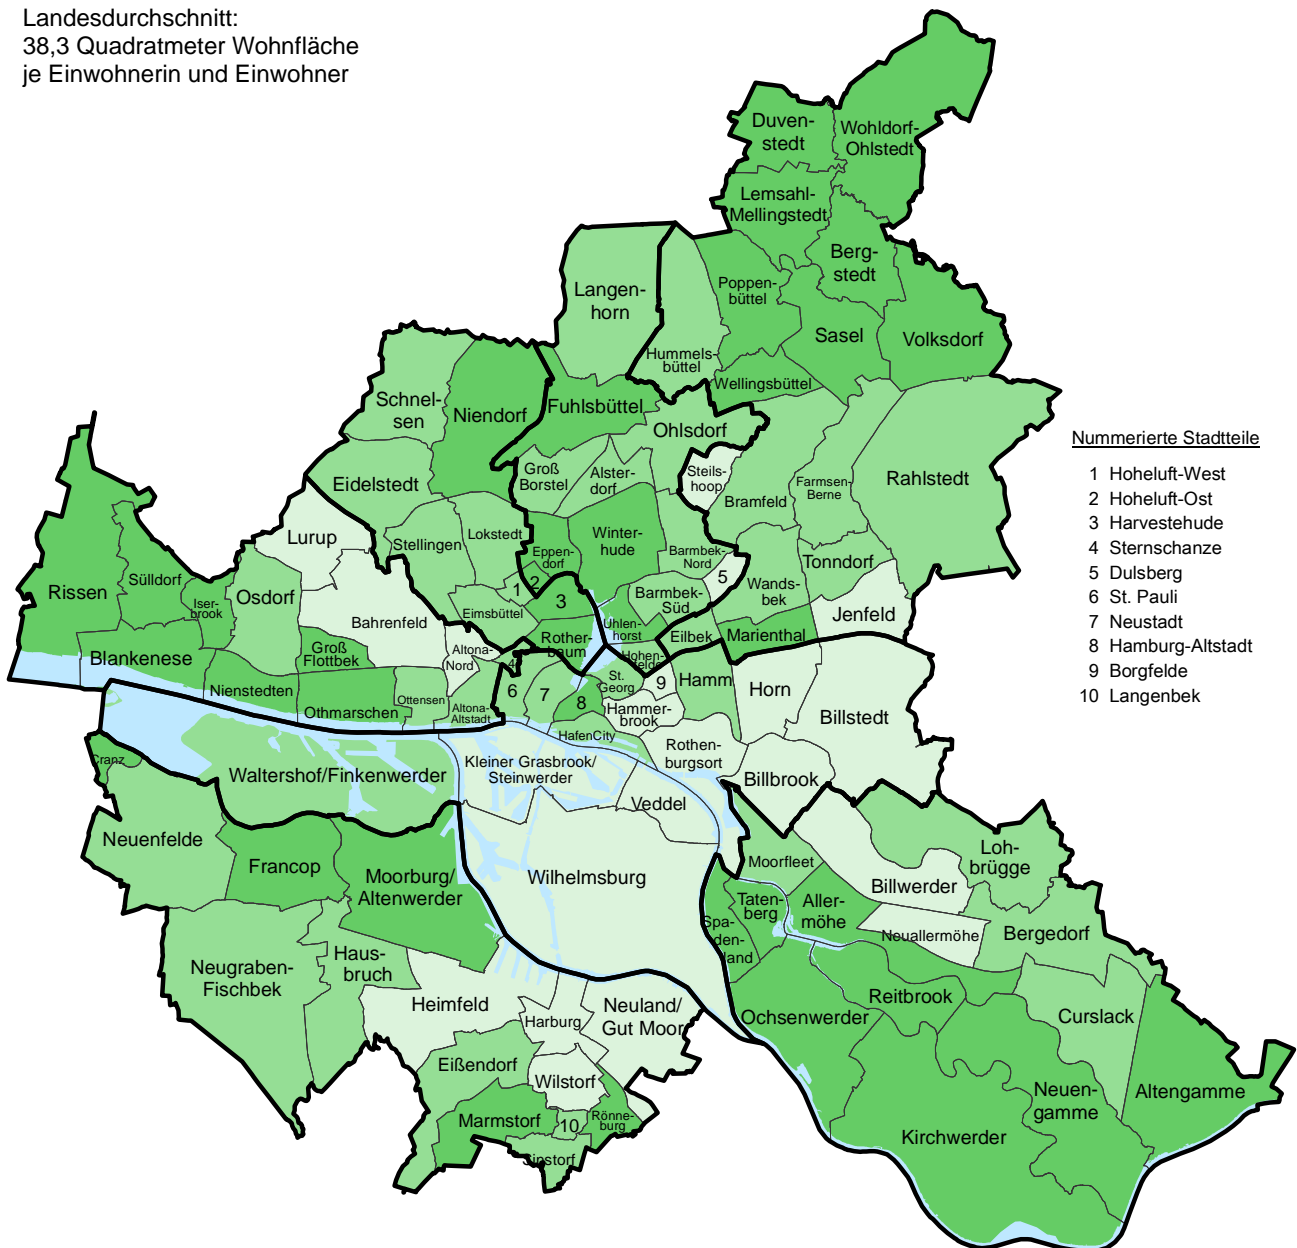 Landesdurchschnitt:
38,3 Quadratmeter Wohnfläche
je Einwohnerin und Einwohner
Duven-
stedt
Wohldorf-
Ohlstedt
Lemsahl-
Mellingstedt
Berg-
stedt
Poppen-
büttel
Langen-
horn
Sasel
Volksdorf
Hummels-
büttel
Wellingsbüttel
Schnel-
sen
Niendorf
Fuhlsbüttel
Ohlsdorf
Nummerierte Stadtteile
1 Hoheluft-West
2 Hoheluft-Ost
3 Harvestehude
4 Sternschanze
5 Dulsberg
6 St. Pauli
7 Neustadt
8 Hamburg-Altstadt
9 Borgfelde
10 Langenbek
Eidelstedt
Groß
Borstel
Alster-
dorf
Steils-
hoop
Bramfeld
Farmsen-
Berne
Rahlstedt
Lurup
Stellingen
Lokstedt
Winter-
hude
Eppen-
dorf
Barmbek-
Nord
Tonndorf
Rissen
Sülldorf
Iser-
brook
Osdorf
1
2
3
5
Wands-
bek
Barmbek-
Süd
Jenfeld
Bahrenfeld
Eimsbüttel
Uhlen-
horst
Eilbek
Marienthal
Blankenese
Groß
Flottbek
Altona-
Nord
Rother-
baum
4
Hohen-
felde
St.
Georg
9
Hamm
Horn
Billstedt
Nienstedten
Othmarschen
Ottensen
Altona-
Altstadt
6
7
8
Hammer-
brook
HafenCity
Rothen-
burgsort
Billbrook
Cranz
Waltershof/Finkenwerder
Kleiner Grasbrook/
Steinwerder
Veddel
Neuenfelde
Francop
Moorburg/
Altenwerder
Wilhelmsburg
Moorfleet
Billwerder
Loh-
brügge
Taten-
berg
Aller-
möhe
Spa-
den-
land
Neuallermöhe
Bergedorf
Neugraben-
Fischbek
Haus-
bruch
Heimfeld
Harburg
Neuland/
Gut Moor
Ochsenwerder
Reitbrook
Curslack
Eißendorf
Wilstorf
Neuen-
gamme
Altengamme
Marmstorf
10
Rönne-
burg
Sinstorf
Kirchwerder